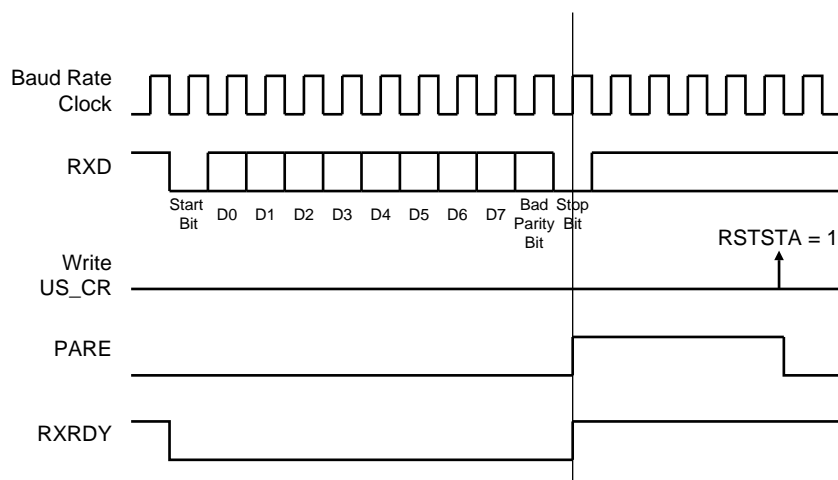 Baud Rate
Clock
RXD
Start
Bit
D0 D1 D2 D3 D4 D5 D6 D7
Bad
Parity
Bit
Stop
Bit
RSTSTA = 1
Write
US_CR
PARE
RXRDY